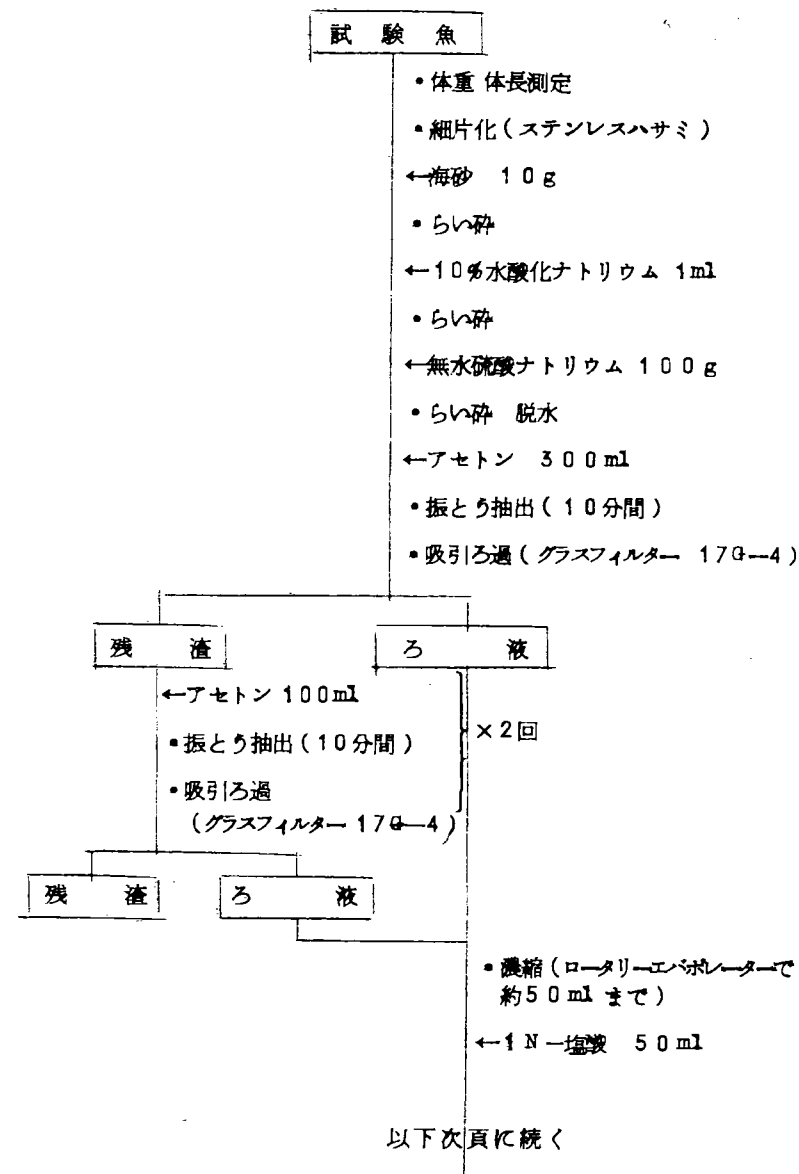 試験魚
・体重 体長測定
・細片化(ステンレスハサミ)
←海砂 10g
・らい砕
←10%水酸化ナトリウム 1ml
・らい砕
←無水硫酸ナトリウム 100g
・らい砕 脱水
←アセトン 300ml
・振とう抽出(10分間)
・吸引ろ過(グラスフィルター 17G-4)
残渣
ろ液
←アセトン 100ml
・振とう抽出(10分間)
×2回
・吸引ろ過
(グラスフィルター 17G-4)
残渣
ろ液
・濃縮(ロータリーエバポレーターで
約50mlまで)
←1N-塩酸 50ml
以下次頁に続く